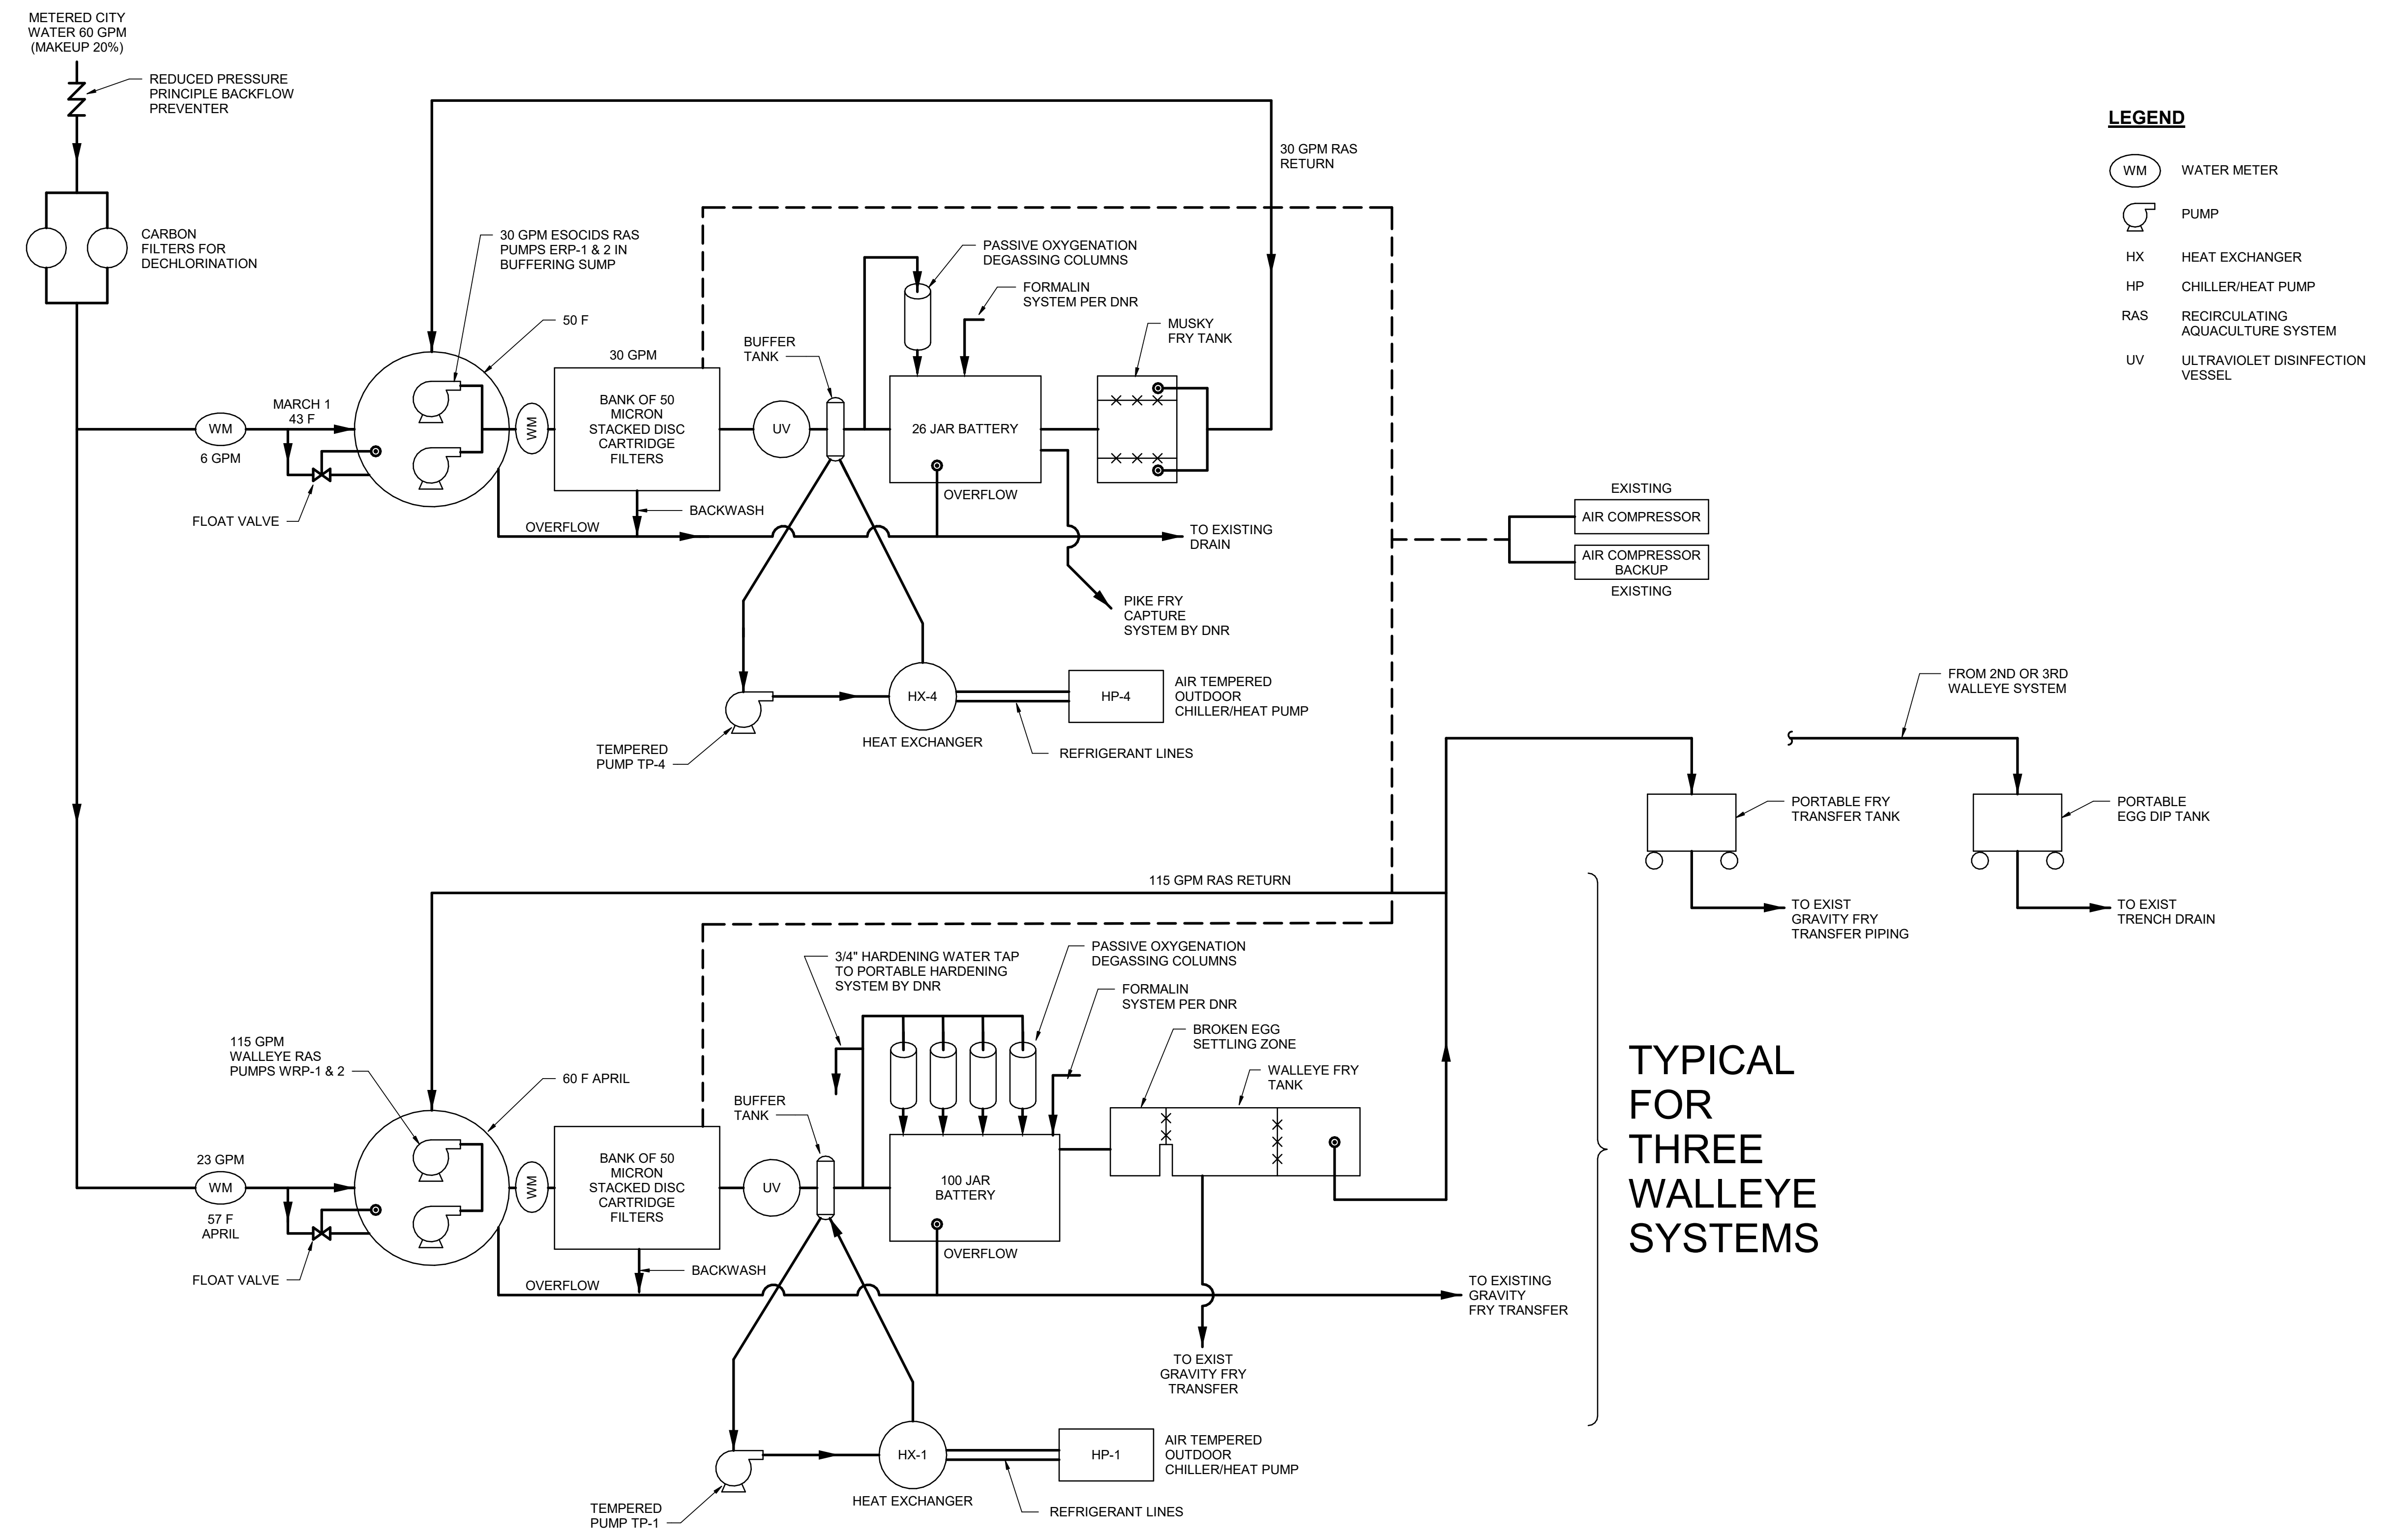 METERED CITY
WATER 60 GPM
(MAKEUP 20%)
REDUCED PRESSURE
PRINCIPLE BACKFLOW
PREVENTER
CARBON
FILTERS FOR
DECHLORINATION
30 GPM ESOCIDS RAS
PUMPS ERP-1 & 2 IN
BUFFERING SUMP
50 F
30 GPM RAS
RETURN
PASSIVE OXYGENATION
DEGASSING COLUMNS
FORMALIN
SYSTEM PER DNR
MUSKY
FRY TANK
BUFFER
TANK
30 GPM
BANK OF 50
MICRON
STACKED DISC
CARTRIDGE
FILTERS
MARCH 1
43 F
WM
6 GPM
WM
UV
26 JAR BATTERY
FLOAT VALVE
OVERFLOW
BACKWASH
OVERFLOW
TO EXISTING
DRAIN
PIKE FRY
CAPTURE
SYSTEM BY DNR
HX-4
HEAT EXCHANGER
HP-4
AIR TEMPERED
OUTDOOR
CHILLER/HEAT PUMP
REFRIGERANT LINES
TEMPERED
PUMP TP-4
LEGEND
WM
WATER METER
PUMP
HX
HEAT EXCHANGER
HP
CHILLER/HEAT PUMP
RAS
RECIRCULATING
AQUACULTURE SYSTEM
UV
ULTRAVIOLET DISINFECTION
VESSEL
EXISTING
AIR COMPRESSOR
AIR COMPRESSOR
BACKUP
EXISTING
FROM 2ND OR 3RD
WALLEYE SYSTEM
PORTABLE FRY
TRANSFER TANK
PORTABLE
EGG DIP TANK
TO EXIST
GRAVITY FRY
TRANSFER PIPING
TO EXIST
TRENCH DRAIN
115 GPM RAS RETURN
3/4" HARDENING WATER TAP
TO PORTABLE HARDENING
SYSTEM BY DNR
PASSIVE OXYGENATION
DEGASSING COLUMNS
FORMALIN
SYSTEM PER DNR
BROKEN EGG
SETTLING ZONE
WALLEYE FRY
TANK
115 GPM
WALLEYE RAS
PUMPS WRP-1 & 2
60 F APRIL
BUFFER
TANK
23 GPM
WM
57 F
APRIL
WM
BANK OF 50
MICRON
STACKED DISC
CARTRIDGE
FILTERS
UV
100 JAR
BATTERY
FLOAT VALVE
OVERFLOW
BACKWASH
OVERFLOW
TO EXISTING
GRAVITY
FRY TRANSFER
TO EXIST
GRAVITY FRY
TRANSFER
HX-1
HEAT EXCHANGER
HP-1
AIR TEMPERED
OUTDOOR
CHILLER/HEAT PUMP
REFRIGERANT LINES
TEMPERED
PUMP TP-1
TYPICAL
FOR
THREE
WALLEYE
SYSTEMS